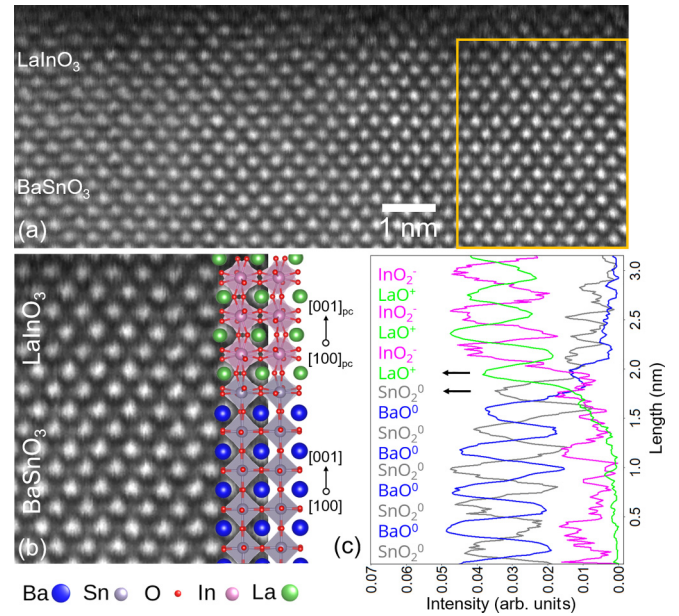 LaInO₃
BaSnO₃
(a)
1 nm
LaInO₃
BaSnO₃
(b)
[001]pc
[100]pc
[001]
[100]
InO₂⁻
LaO⁺
InO₂⁻
LaO⁺
InO₂⁻
LaO⁺
SnO₂⁰
BaO⁰
SnO₂⁰
BaO⁰
SnO₂⁰
BaO⁰
SnO₂⁰
BaO⁰
SnO₂⁰
(c)
3.0
2.5
2.0
1.5
1.0
0.5
Length (nm)
0.07 0.06 0.05 0.04 0.03 0.02 0.01 0.00
Intensity (arb. units)
Ba Sn O In La